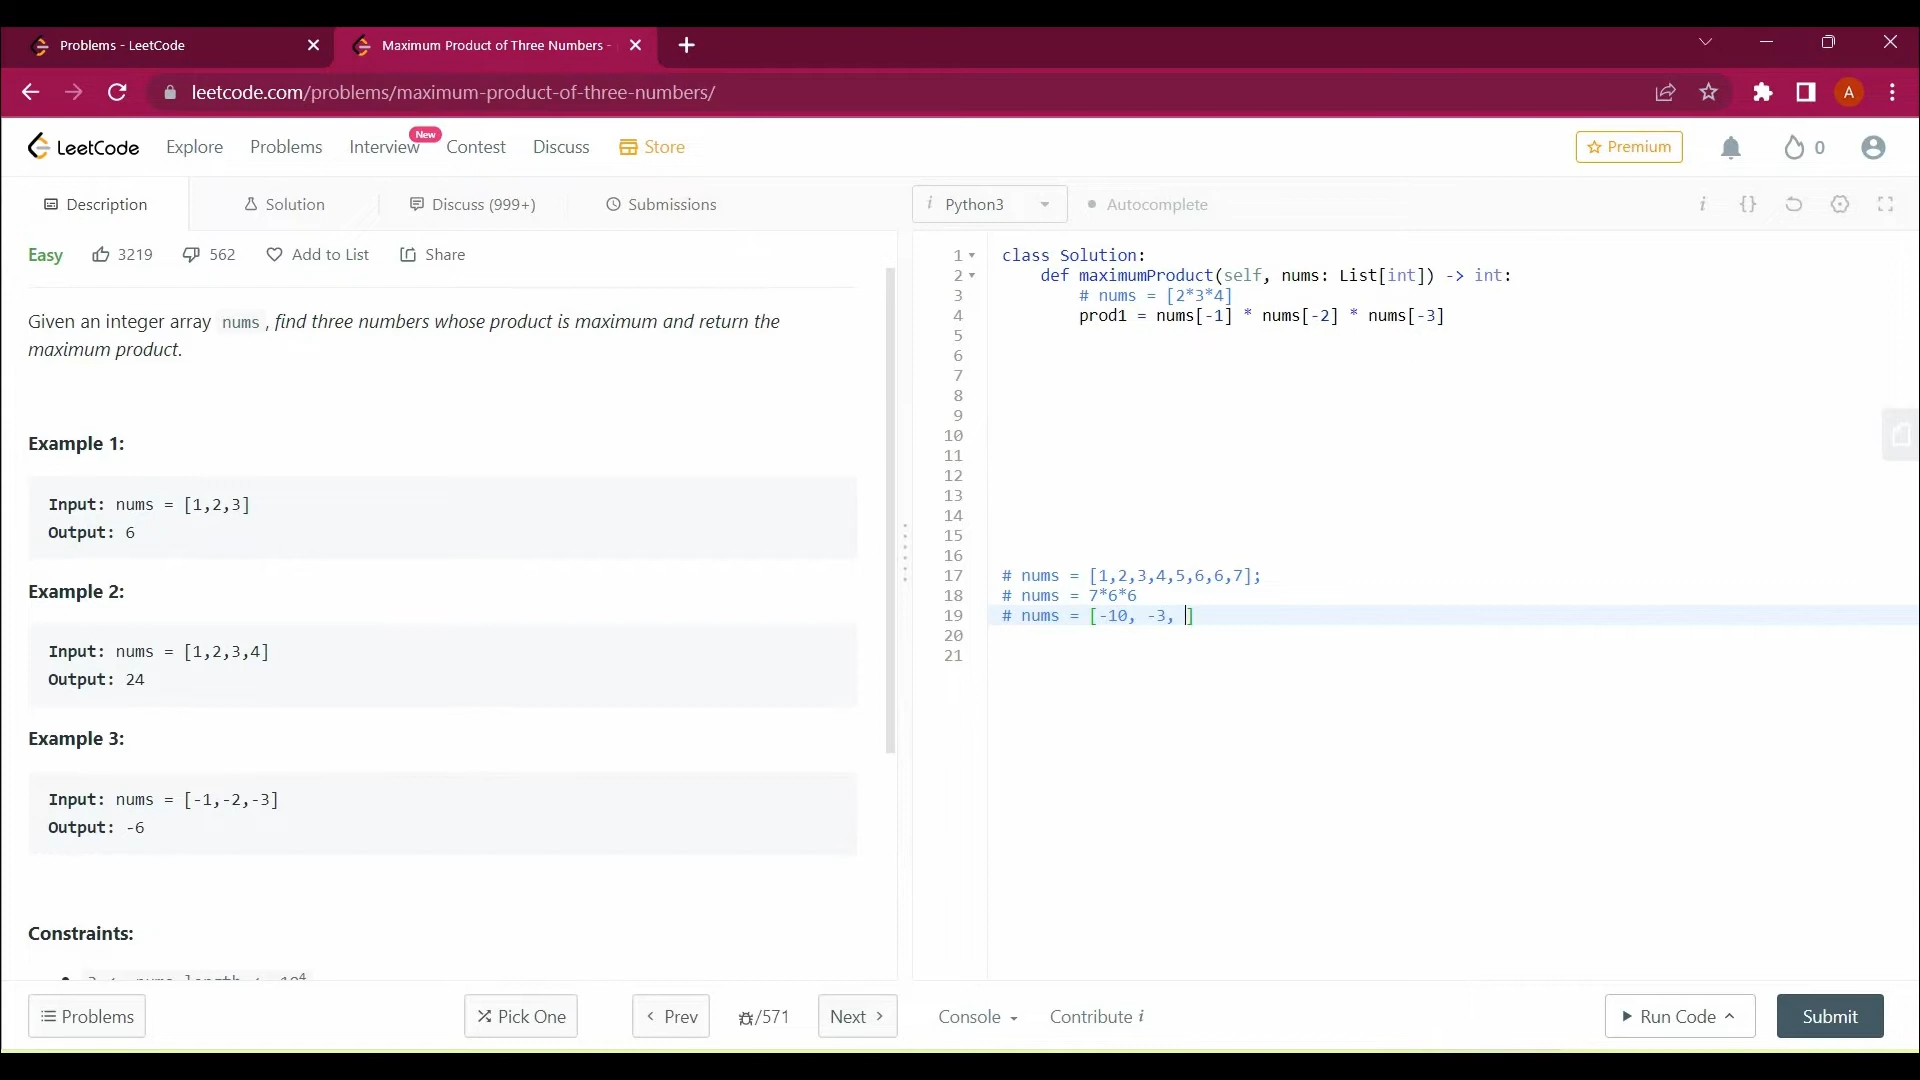 Problems - LeetCode
Maximum Product of Three Numbers -
leetcode.com/problems/maximum-product-of-three-numbers/
A
LeetCode
Explore
Problems
Interview
New
Contest
Discuss
Store
Premium
0
Description
Solution
Discuss (999+)
Submissions
Python3
Autocomplete
Easy
3219
562
Add to List
Share
Given an integer array nums, find three numbers whose product is maximum and return the
maximum product.
Example 1:
Input: nums = [1,2,3]
Output: 6
Example 2:
Input: nums = [1,2,3,4]
Output: 24
Example 3:
Input: nums = [-1,-2,-3]
Output: -6
Constraints:
1 class Solution:
2 def maximumProduct(self, nums: List[int]) -> int:
3 # nums = [2*3*4]
4 prod1 = nums[-1] * nums[-2] * nums[-3]
5
6
7
8
9
10
11
12
13
14
15
16
17 # nums = [1,2,3,4,5,6,6,7];
18 # nums = 7*6*6
19 # nums = [-10, -3, ]
20
21
Problems
Pick One
Prev
/571
Next
Console
Contribute i
Run Code
Submit